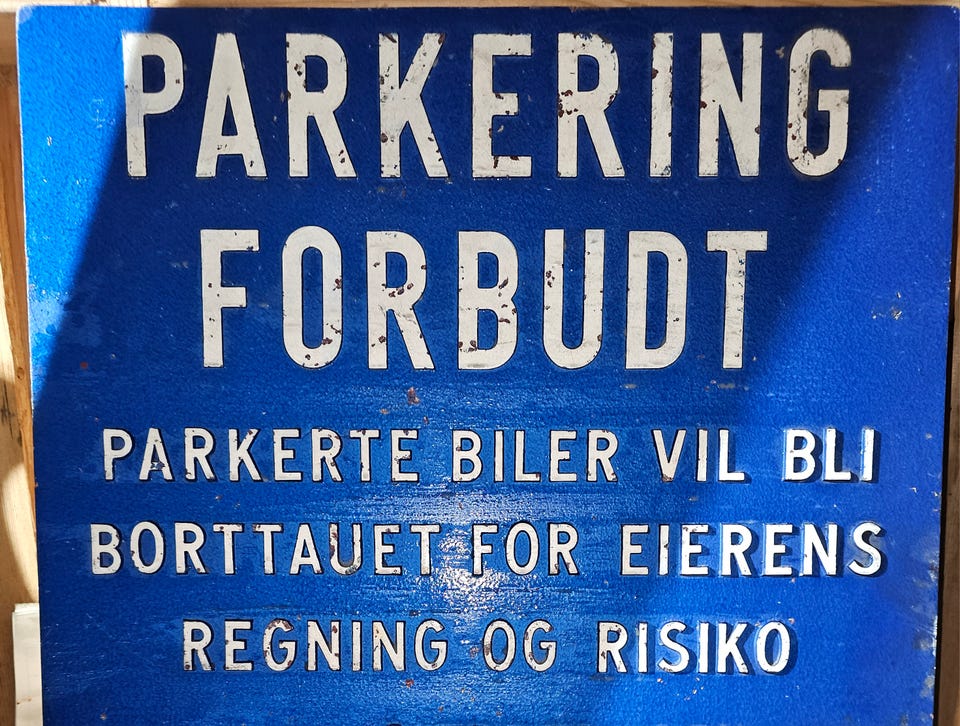 PARKERING
FORBUDT
PARKERTE BILER VIL BLI
BORTTAUET FOR EIERENS
REGNING OG RISIKO